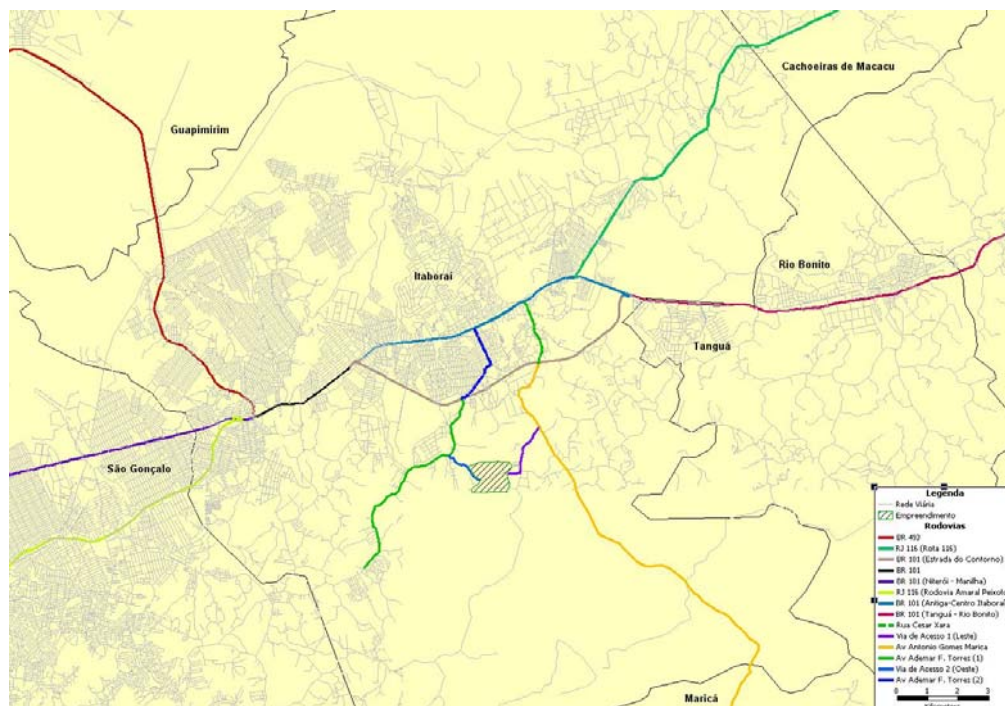 Cachoeiras de Macacu
Guapimirim
Rio Bonito
Itaboraí
Tanguá
São Gonçalo
Maricá
Legenda
Rede Viária
Empreendimento
Rodovias
BR 493
RJ 116 (Rota 116)
BR 101 (Estrada do Contorno)
BR 101
BR 101 (Niterói - Manilha)
RJ 116 (Rodovia Amaral Peixoto
BR 101 (Antiga-Centro Itaboraí
BR 101 (Tanguá - Rio Bonito)
Rua Cesar Xara
Via de Acesso 1 (Leste)
Av Antonio Gomes Marica
Av Ademar F. Torres (1)
Via de Acesso 2 (Oeste)
Av Ademar F. Torres (2)
0 1 2 3